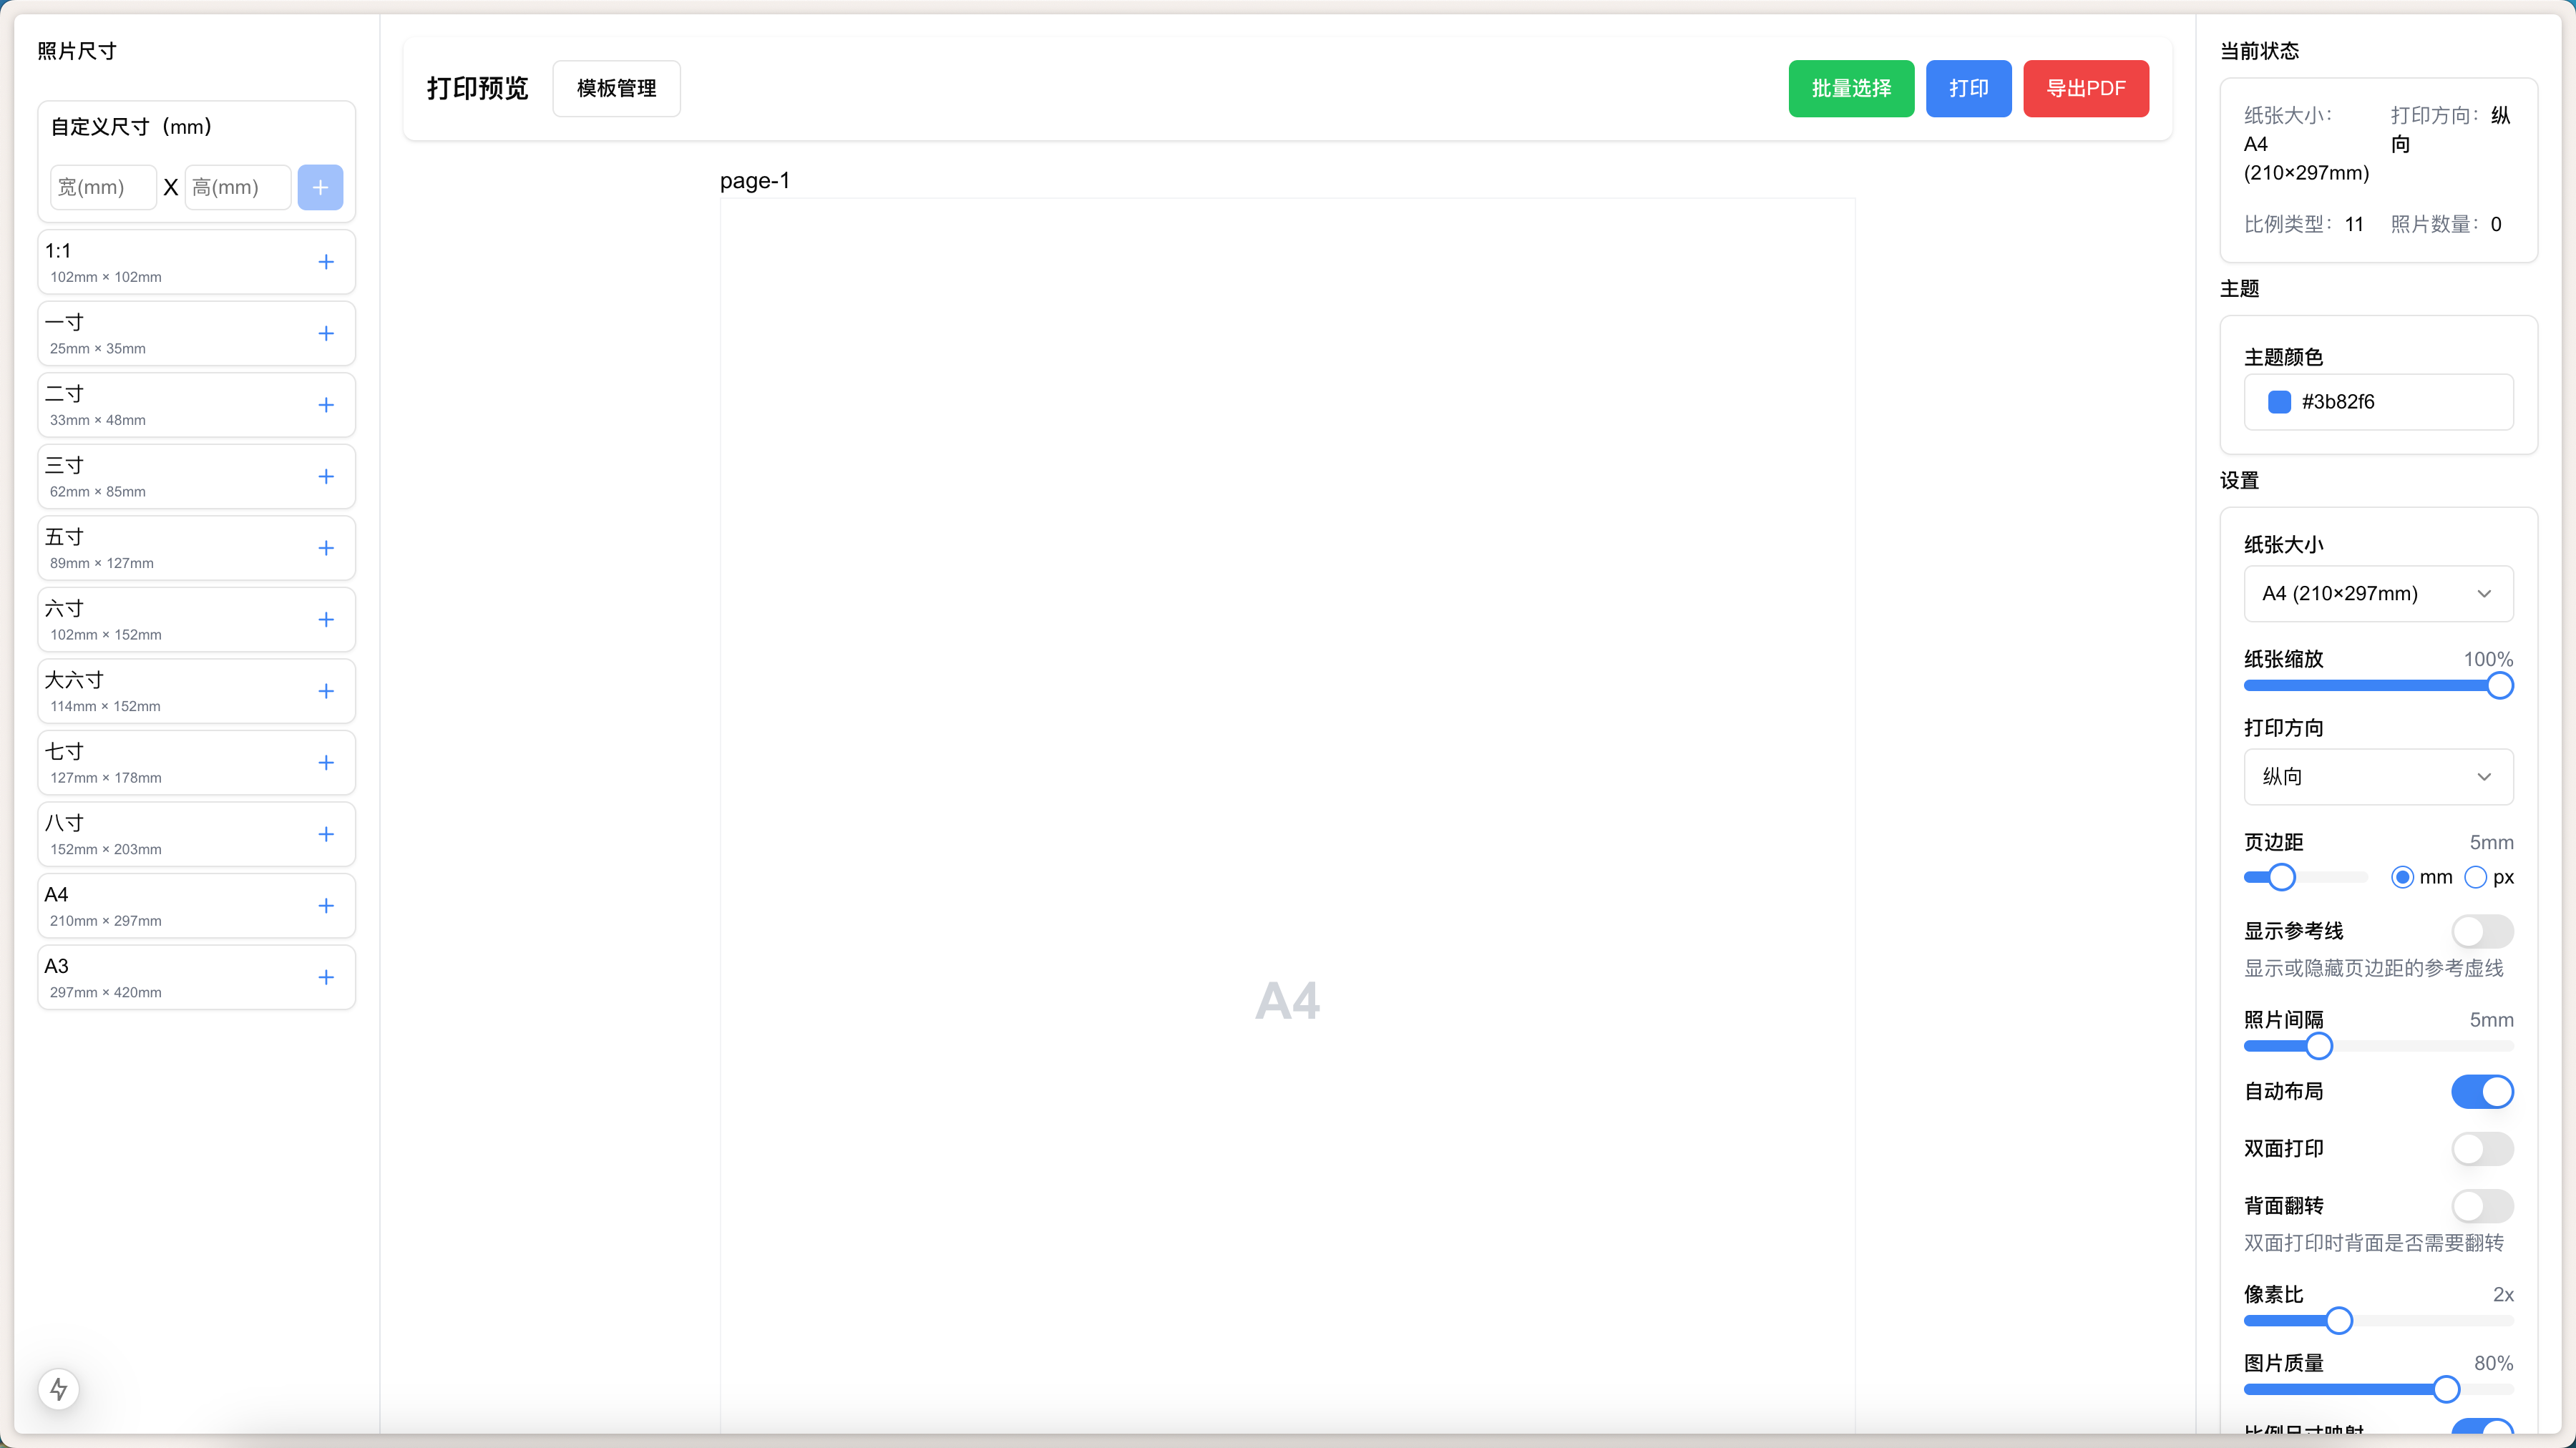 照片尺寸
自定义尺寸（mm）
宽(mm) X 高(mm) +
1:1
102mm × 102mm
一寸
25mm × 35mm
二寸
33mm × 48mm
三寸
62mm × 85mm
五寸
89mm × 127mm
六寸
102mm × 152mm
大六寸
114mm × 152mm
七寸
127mm × 178mm
八寸
152mm × 203mm
A4
210mm × 297mm
A3
297mm × 420mm
打印预览 模板管理 批量选择 打印 导出PDF
page-1
A4
当前状态
纸张大小：
A4
(210×297mm)
打印方向：纵
向
比例类型：11 照片数量：0
主题
主题颜色
#3b82f6
设置
纸张大小
A4 (210×297mm)
纸张缩放 100%
打印方向
纵向
页边距 5mm
mm px
显示参考线
显示或隐藏页边距的参考虚线
照片间隔 5mm
自动布局
双面打印
背面翻转
双面打印时背面是否需要翻转
像素比 2x
图片质量 80%
比例尺寸映射